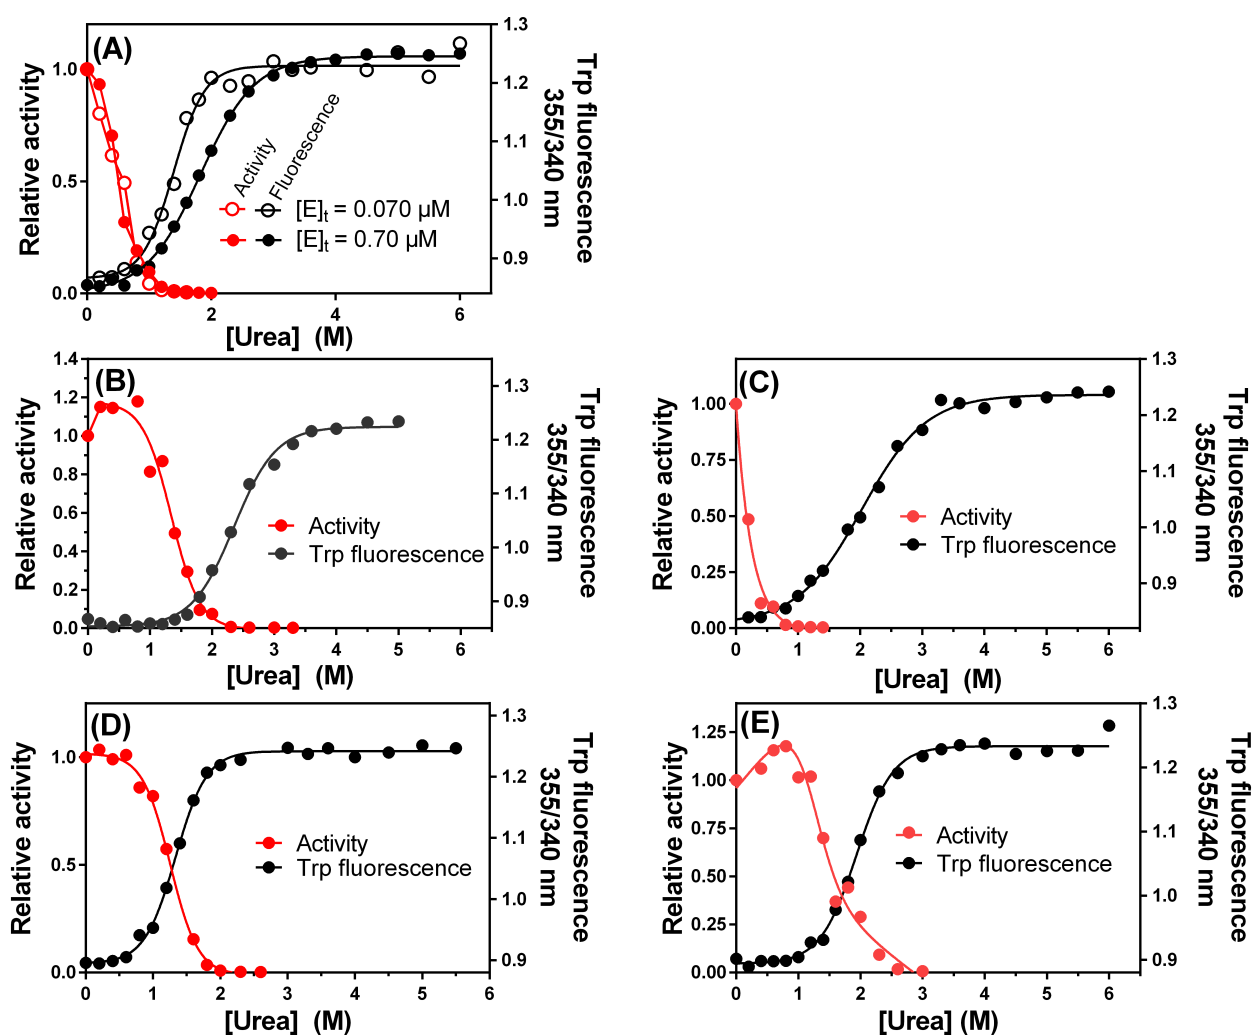 (A)
1.3
1.2
1.1
1.0
0.9
1.0
0.5
0.0
0
2
4
6
Relative activity
[Urea] (M)
Trp fluorescence
355/340 nm
Activity
Fluorescence
[E]t = 0.070 µM
[E]t = 0.70 µM
(B)
1.4
1.2
1.0
0.8
0.6
0.4
0.2
0.0
0
1
2
3
4
5
6
1.3
1.2
1.1
1.0
0.9
Relative activity
[Urea] (M)
Trp fluorescence
355/340 nm
Activity
Trp fluorescence
(C)
1.00
0.75
0.50
0.25
0.00
0
1
2
3
4
5
6
1.3
1.2
1.1
1.0
0.9
Relative activity
[Urea] (M)
Trp fluorescence
355/340 nm
Activity
Trp fluorescence
(D)
1.0
0.5
0.0
0
1
2
3
4
5
6
1.3
1.2
1.1
1.0
0.9
Relative activity
[Urea] (M)
Trp fluorescence
355/340 nm
Activity
Trp fluorescence
(E)
1.25
1.00
0.75
0.50
0.25
0.00
0
1
2
3
4
5
6
1.3
1.2
1.1
1.0
0.9
Relative activity
[Urea] (M)
Trp fluorescence
355/340 nm
Activity
Trp fluorescence